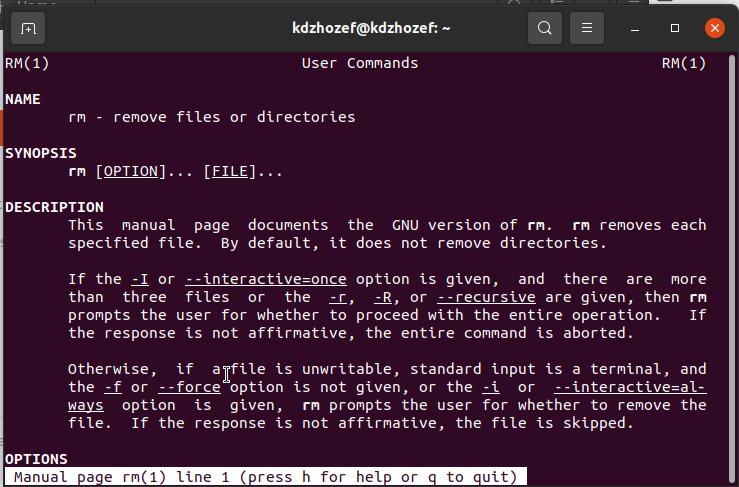 kdzhozef@kdzhozef: ~
RM(1) User Commands RM(1)
NAME
rm - remove files or directories
SYNOPSIS
rm [OPTION]... [FILE]...
DESCRIPTION
This manual page documents the GNU version of rm. rm removes each
specified file. By default, it does not remove directories.
If the -I or --interactive=once option is given, and there are more
than three files or the -r, -R, or --recursive are given, then rm
prompts the user for whether to proceed with the entire operation. If
the response is not affirmative, the entire command is aborted.
Otherwise, if a file is unwritable, standard input is a terminal, and
the -f or --force option is not given, or the -i or --interactive=al-
ways option is given, rm prompts the user for whether to remove the
file. If the response is not affirmative, the file is skipped.
OPTIONS
Manual page rm(1) line 1 (press h for help or q to quit)